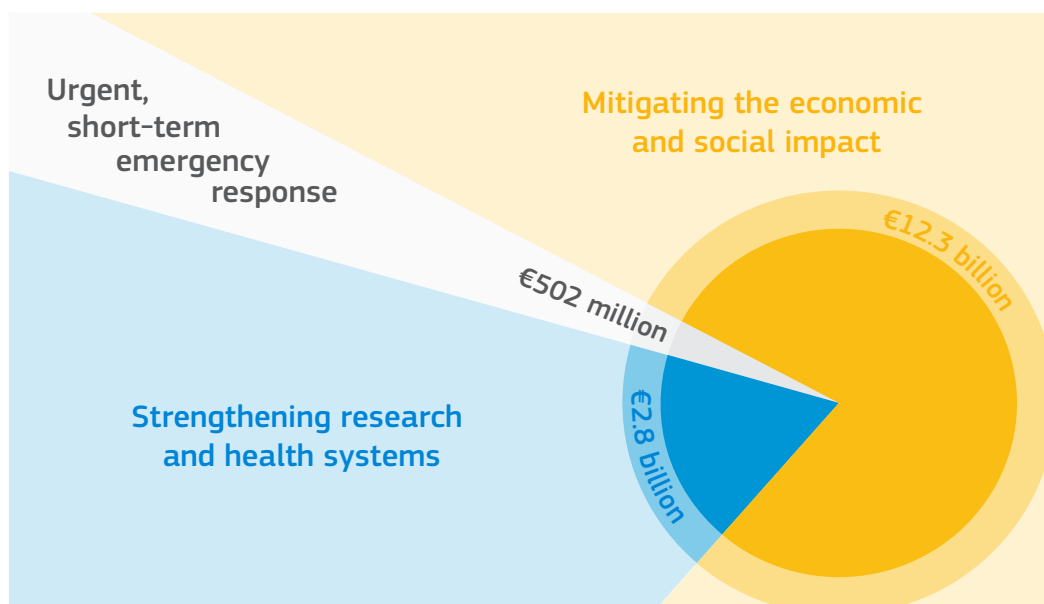 Urgent,
short-term
emergency
response
Mitigating the economic
and social impact
€12.3 billion
€502 million
€2.8 billion
Strengthening research
and health systems